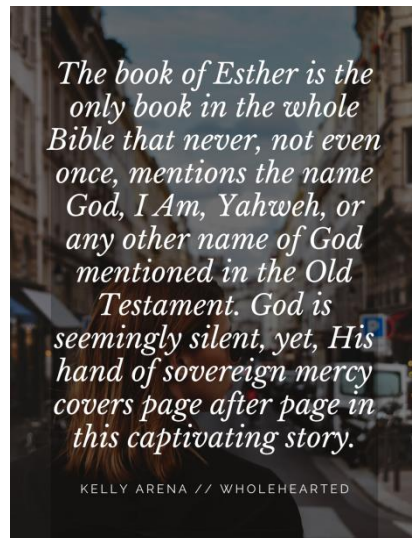 The book of Esther is the
only book in the whole
Bible that never, not even
once, mentions the name
God, I Am, Yahweh, or
any other name of God
mentioned in the Old
Testament. God is
seemingly silent, yet, His
hand of sovereign mercy
covers page after page in
this captivating story.
KELLY ARENA // WHOLEHEARTED
P